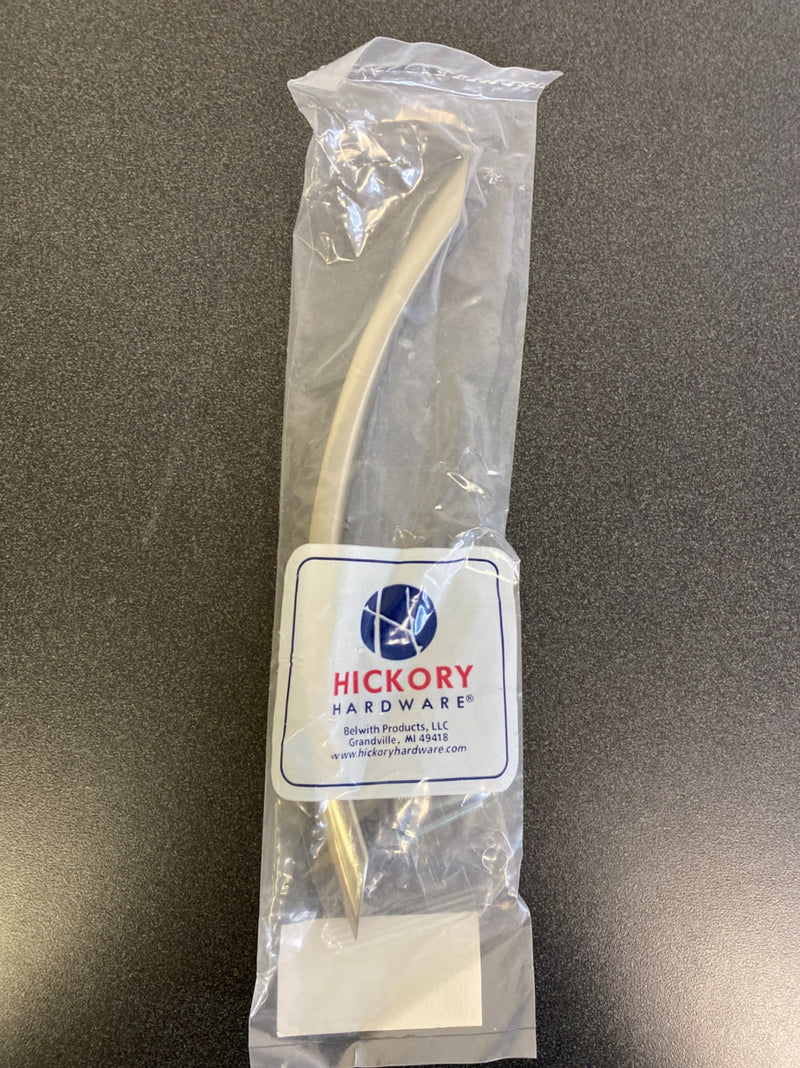 HICKORY
HARDWARE®
Belwith Products, LLC
Grandville, MI 49418
www.hickoryhardware.com